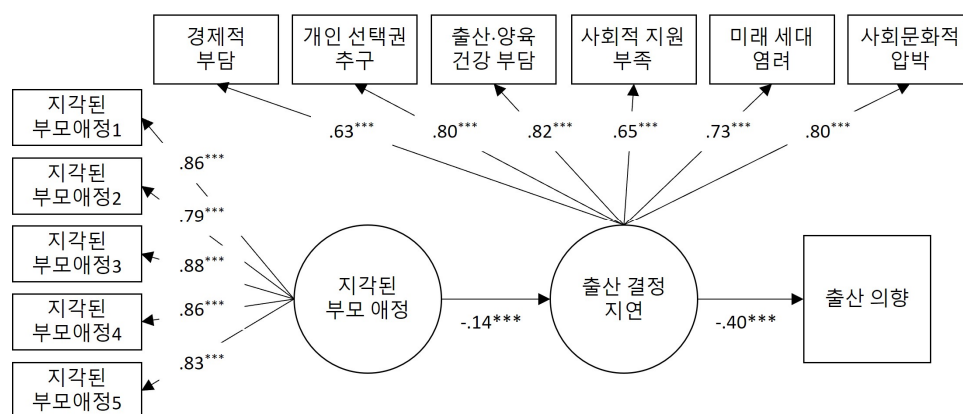 경제적
부담
개인 선택권
추구
출산·양육
건강 부담
사회적 지원
부족
미래 세대
염려
사회문화적
압박
.63***
.80***
.82***
.65***
.73***
.80***
지각된
부모애정1
지각된
부모애정2
지각된
부모애정3
지각된
부모애정4
지각된
부모애정5
.86***
.79***
.88***
.86***
.83***
지각된
부모 애정
-.14***
출산 결정
지연
-.40***
출산 의향